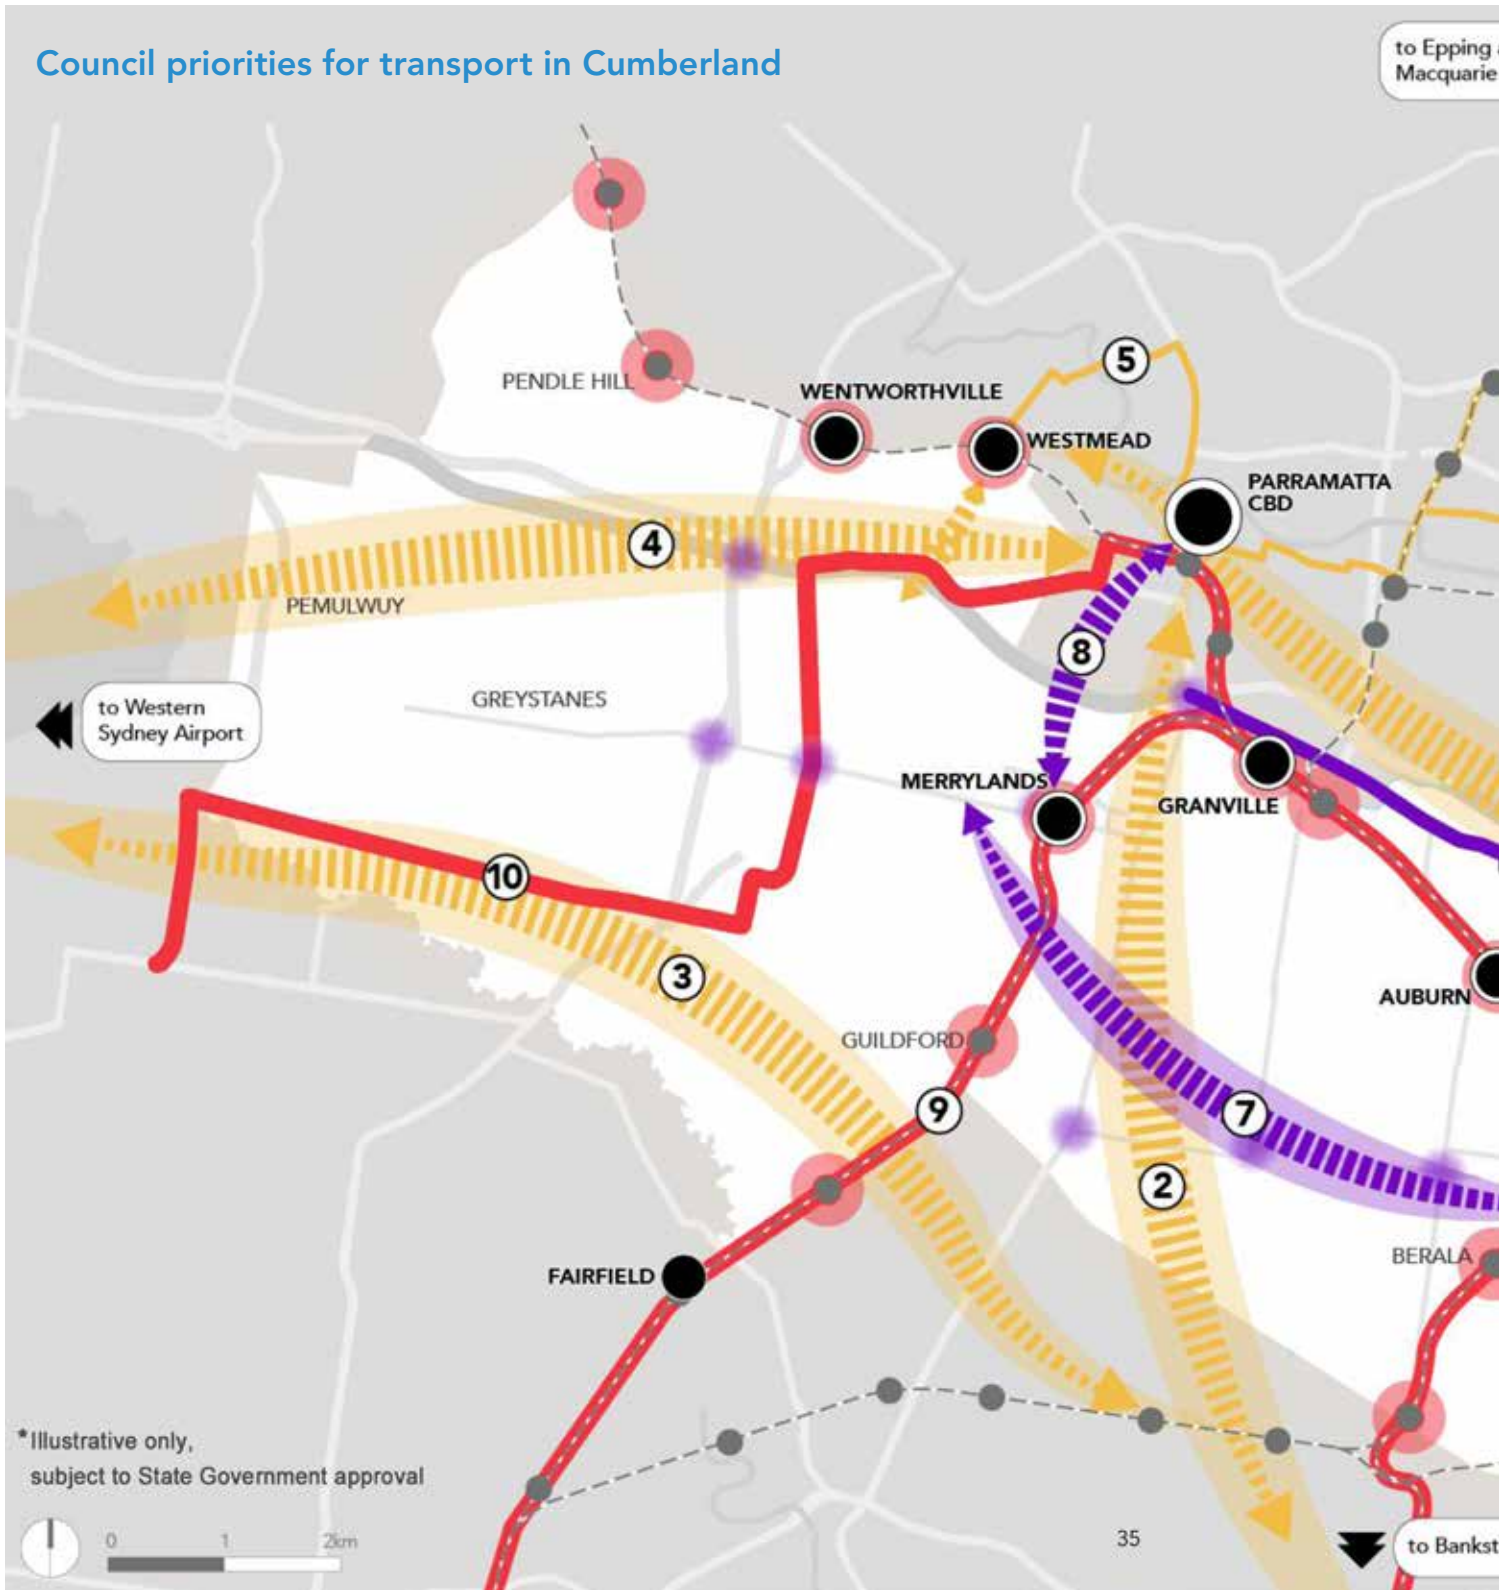 Council priorities for transport in Cumberland
to Epping a
Macquarie
PENDLE HILL
WENTWORTHVILLE
5
WESTMEAD
PARRAMATTA
CBD
4
PEMULWUY
8
to Western
Sydney Airport
GREYSTANES
MERRYLANDS
GRANVILLE
10
3
AUBURN
GUILDFORD
9
7
2
BERALA
FAIRFIELD
*Illustrative only,
subject to State Government approval
0 1 2km
35
to Bankst